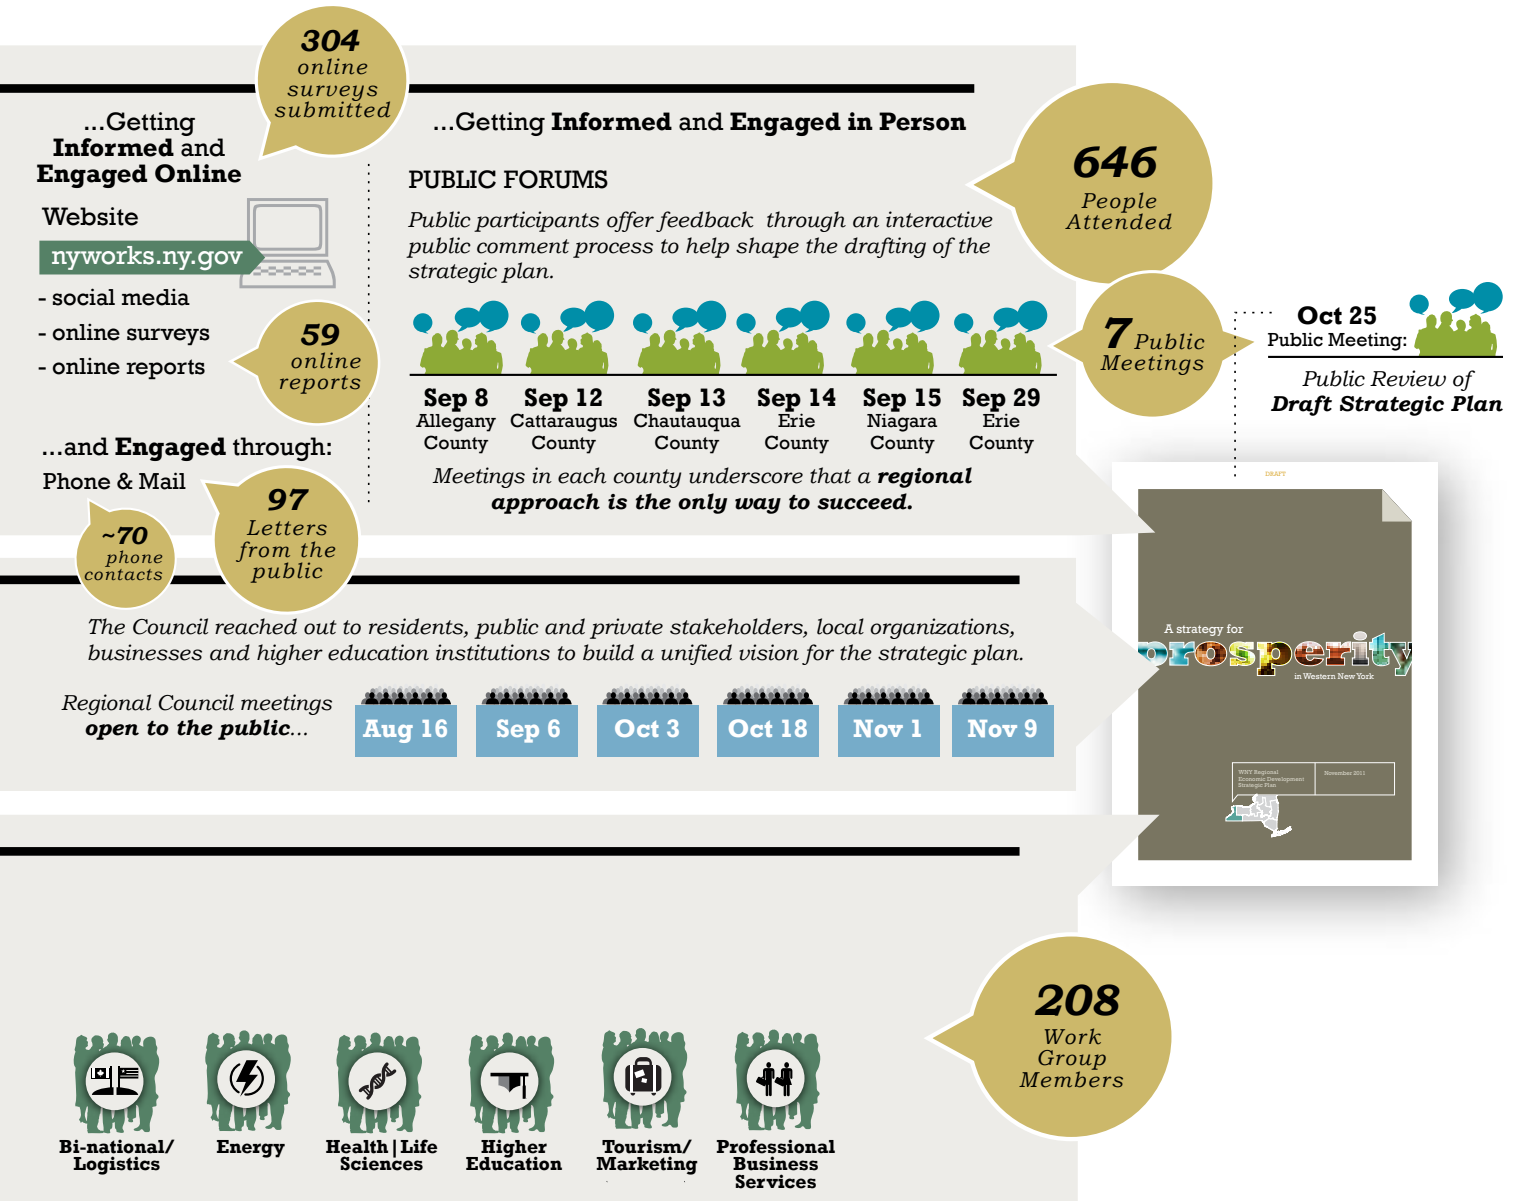 304
online
surveys
submitted
...Getting
Informed and
Engaged Online
Website
nyworks.ny.gov
- social media
- online surveys
- online reports
59
online
reports
...and Engaged through:
Phone & Mail
~70
phone
contacts
97
Letters
from the
public
...Getting Informed and Engaged in Person
PUBLIC FORUMS
Public participants offer feedback through an interactive
public comment process to help shape the drafting of the
strategic plan.
646
People
Attended
Sep 8
Allegany
County
Sep 12
Cattaraugus
County
Sep 13
Chautauqua
County
Sep 14
Erie
County
Sep 15
Niagara
County
Sep 29
Erie
County
7 Public
Meetings
Oct 25
Public Meeting:
Public Review of
Draft Strategic Plan
Meetings in each county underscore that a regional
approach is the only way to succeed.
DRAFT
A strategy for
prosperity
in Western New York
WNY Regional
Economic Development
Strategic Plan
November 2011
The Council reached out to residents, public and private stakeholders, local organizations,
businesses and higher education institutions to build a unified vision for the strategic plan.
Regional Council meetings
open to the public...
Aug 16
Sep 6
Oct 3
Oct 18
Nov 1
Nov 9
208
Work
Group
Members
Bi-national/
Logistics
Energy
Health|Life
Sciences
Higher
Education
Tourism/
Marketing
Professional
Business
Services